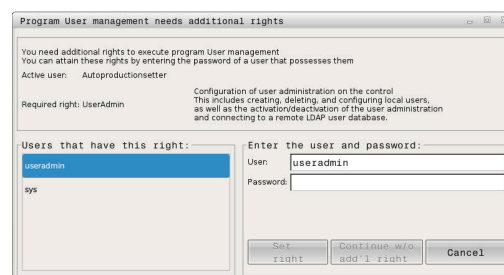 Program User management needs additional rights
You need additional rights to execute program User management
You can attain these rights by entering the password of a user that possesses them
Active user: Autoproductionsetter
Required right: UserAdmin
Configuration of user administration on the control
This includes creating, deleting, and configuring local users,
as well as the activation/deactivation of the user administration
and connecting to a remote LDAP user database.
Users that have this right:
useradmin
sys
Enter the user and password:
User: useradmin
Password:
Set right
Continue w/o add'l right
Cancel